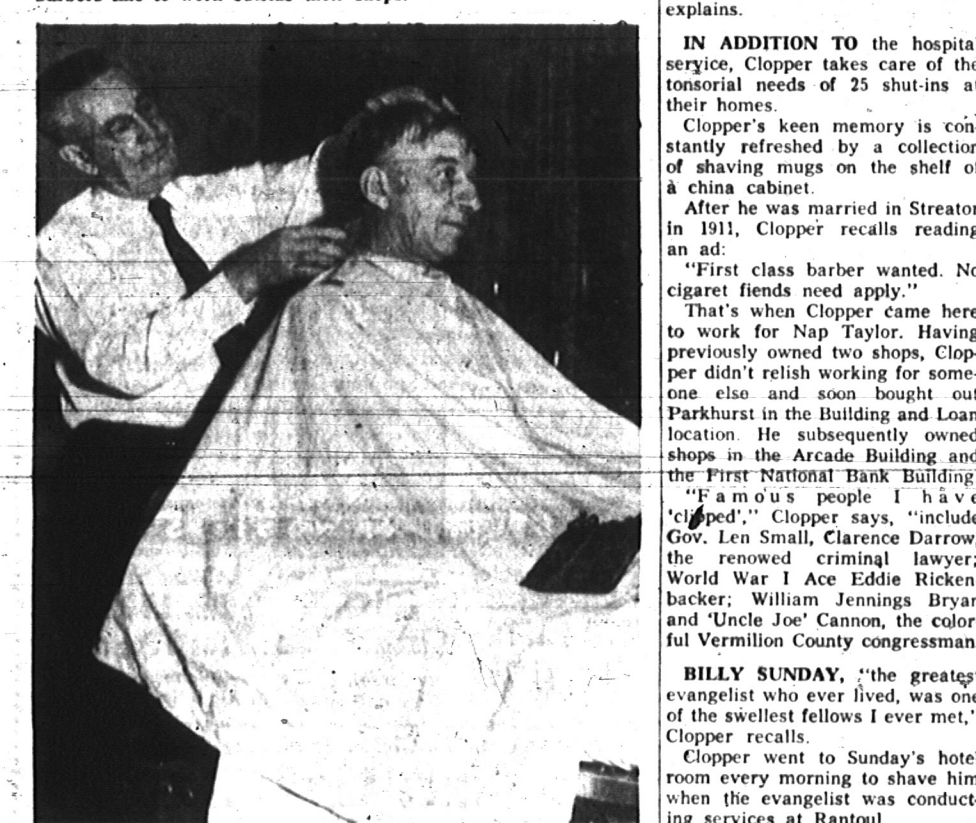 explains.
IN ADDITION TO the hospital
service, Clopper takes care of the
tonsorial needs of 25 shut-ins at
their homes.
Clopper's keen memory is con-
stantly refreshed by a collection
of shaving mugs on the shelf of
a china cabinet.
After he was married in Streator
in 1911, Clopper recalls reading
an ad:
"First class barber wanted. No
cigaret fiends need apply."
That's when Clopper came here
to work for Nap Taylor. Having
previously owned two shops, Clop-
per didn't relish working for some-
one else and soon bought out
Parkhurst in the Building and Loan
location. He subsequently owned
shops in the Arcade Building and
the First National Bank Building
"Famous people I have
'clipped'," Clopper says, "include
Gov. Len Small, Clarence Darrow,
the renowed criminal lawyer;
World War I Ace Eddie Ricken-
backer; William Jennings Bryan
and 'Uncle Joe' Cannon, the color-
ful Vermilion County congressman
BILLY SUNDAY, "the greatest
evangelist who ever lived, was one
of the swellest fellows I ever met,"
Clopper recalls.
Clopper went to Sunday's hotel
room every morning to shave him
when the evangelist was conduct-
ing services at Rantoul